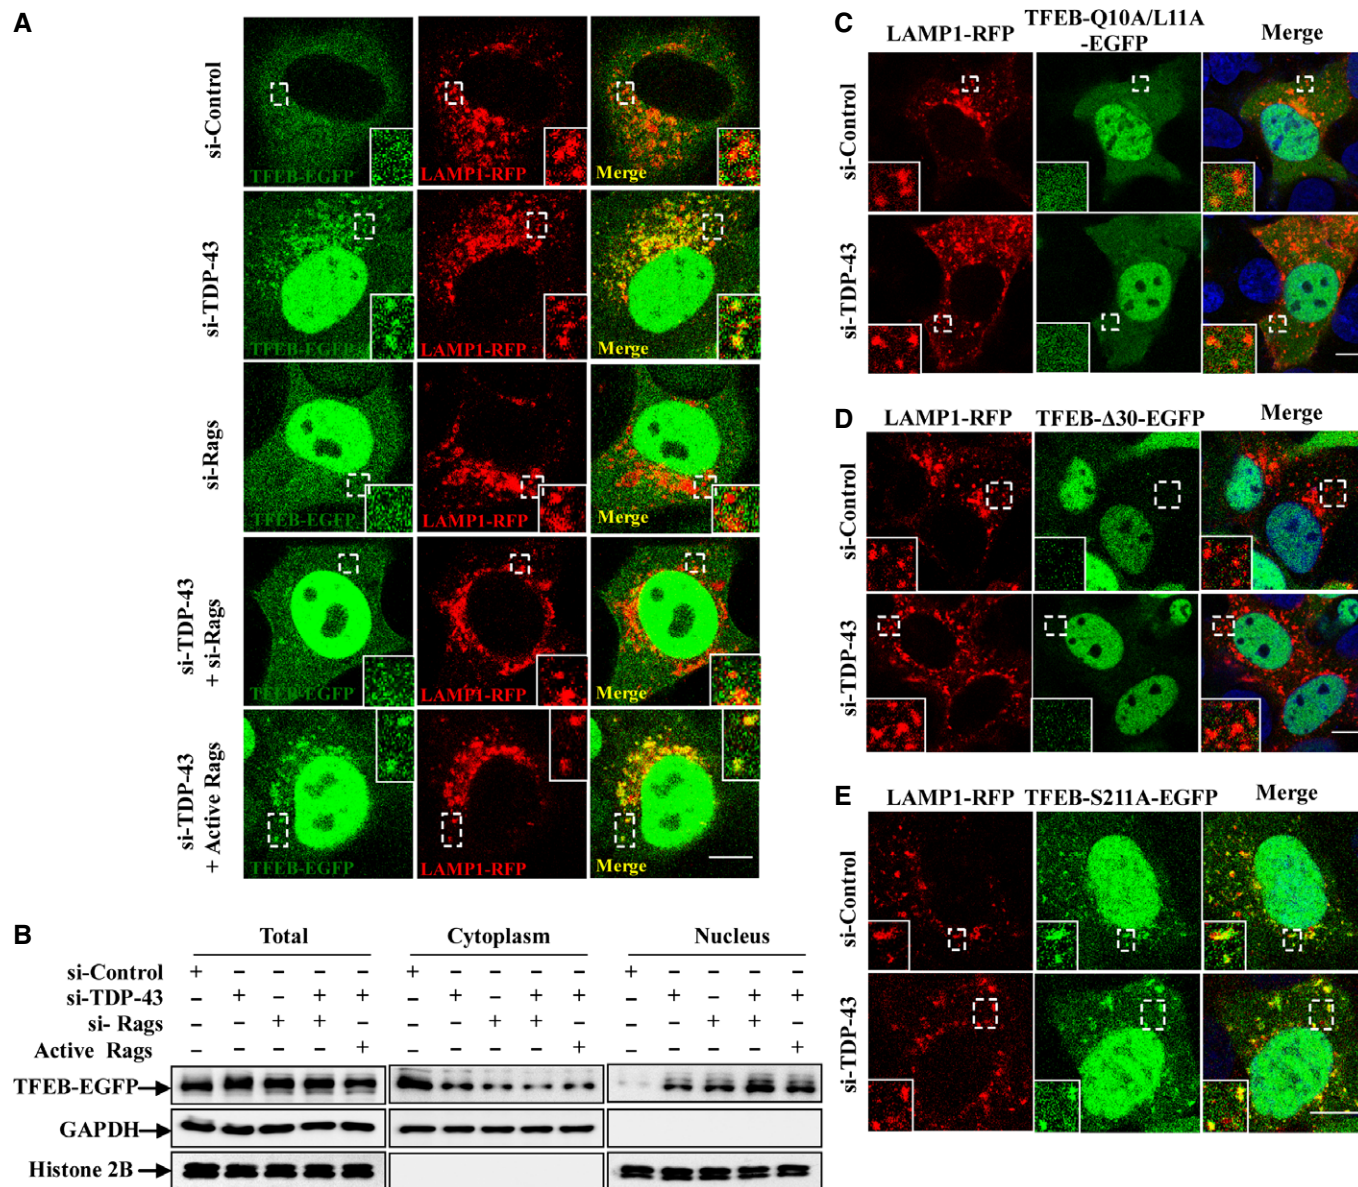 A
si-Control
TFEB-EGFP
LAMP1-RFP
Merge
si-TDP-43
TFEB-EGFP
LAMP1-RFP
Merge
si-Rags
TFEB-EGFP
LAMP1-RFP
Merge
si-TDP-43
+ si-Rags
TFEB-EGFP
LAMP1-RFP
Merge
si-TDP-43
+ Active Rags
TFEB-EGFP
LAMP1-RFP
Merge
B
Total Cytoplasm Nucleus
si-Control + − − − − + − − − − + − − − −
si-TDP-43 − + − + + − + − + + − + − + +
si- Rags − − + + − − − + + − − − + + −
Active Rags − − − − + − − − − + − − − − +
TFEB-EGFP
GAPDH
Histone 2B
C
LAMP1-RFP TFEB-Q10A/L11A
-EGFP Merge
si-Control
si-TDP-43
D
LAMP1-RFP TFEB-Δ30-EGFP Merge
si-Control
si-TDP-43
E
LAMP1-RFP TFEB-S211A-EGFP Merge
si-Control
si-TDP-43